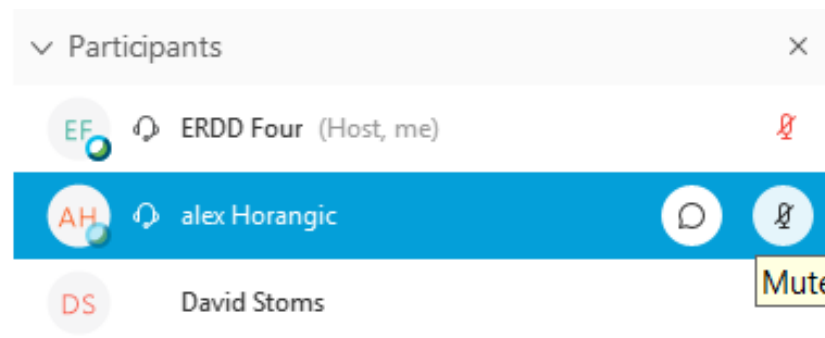 Participants
EF ERDD Four (Host, me)
AH alex Horangic
Mute
DS David Stoms